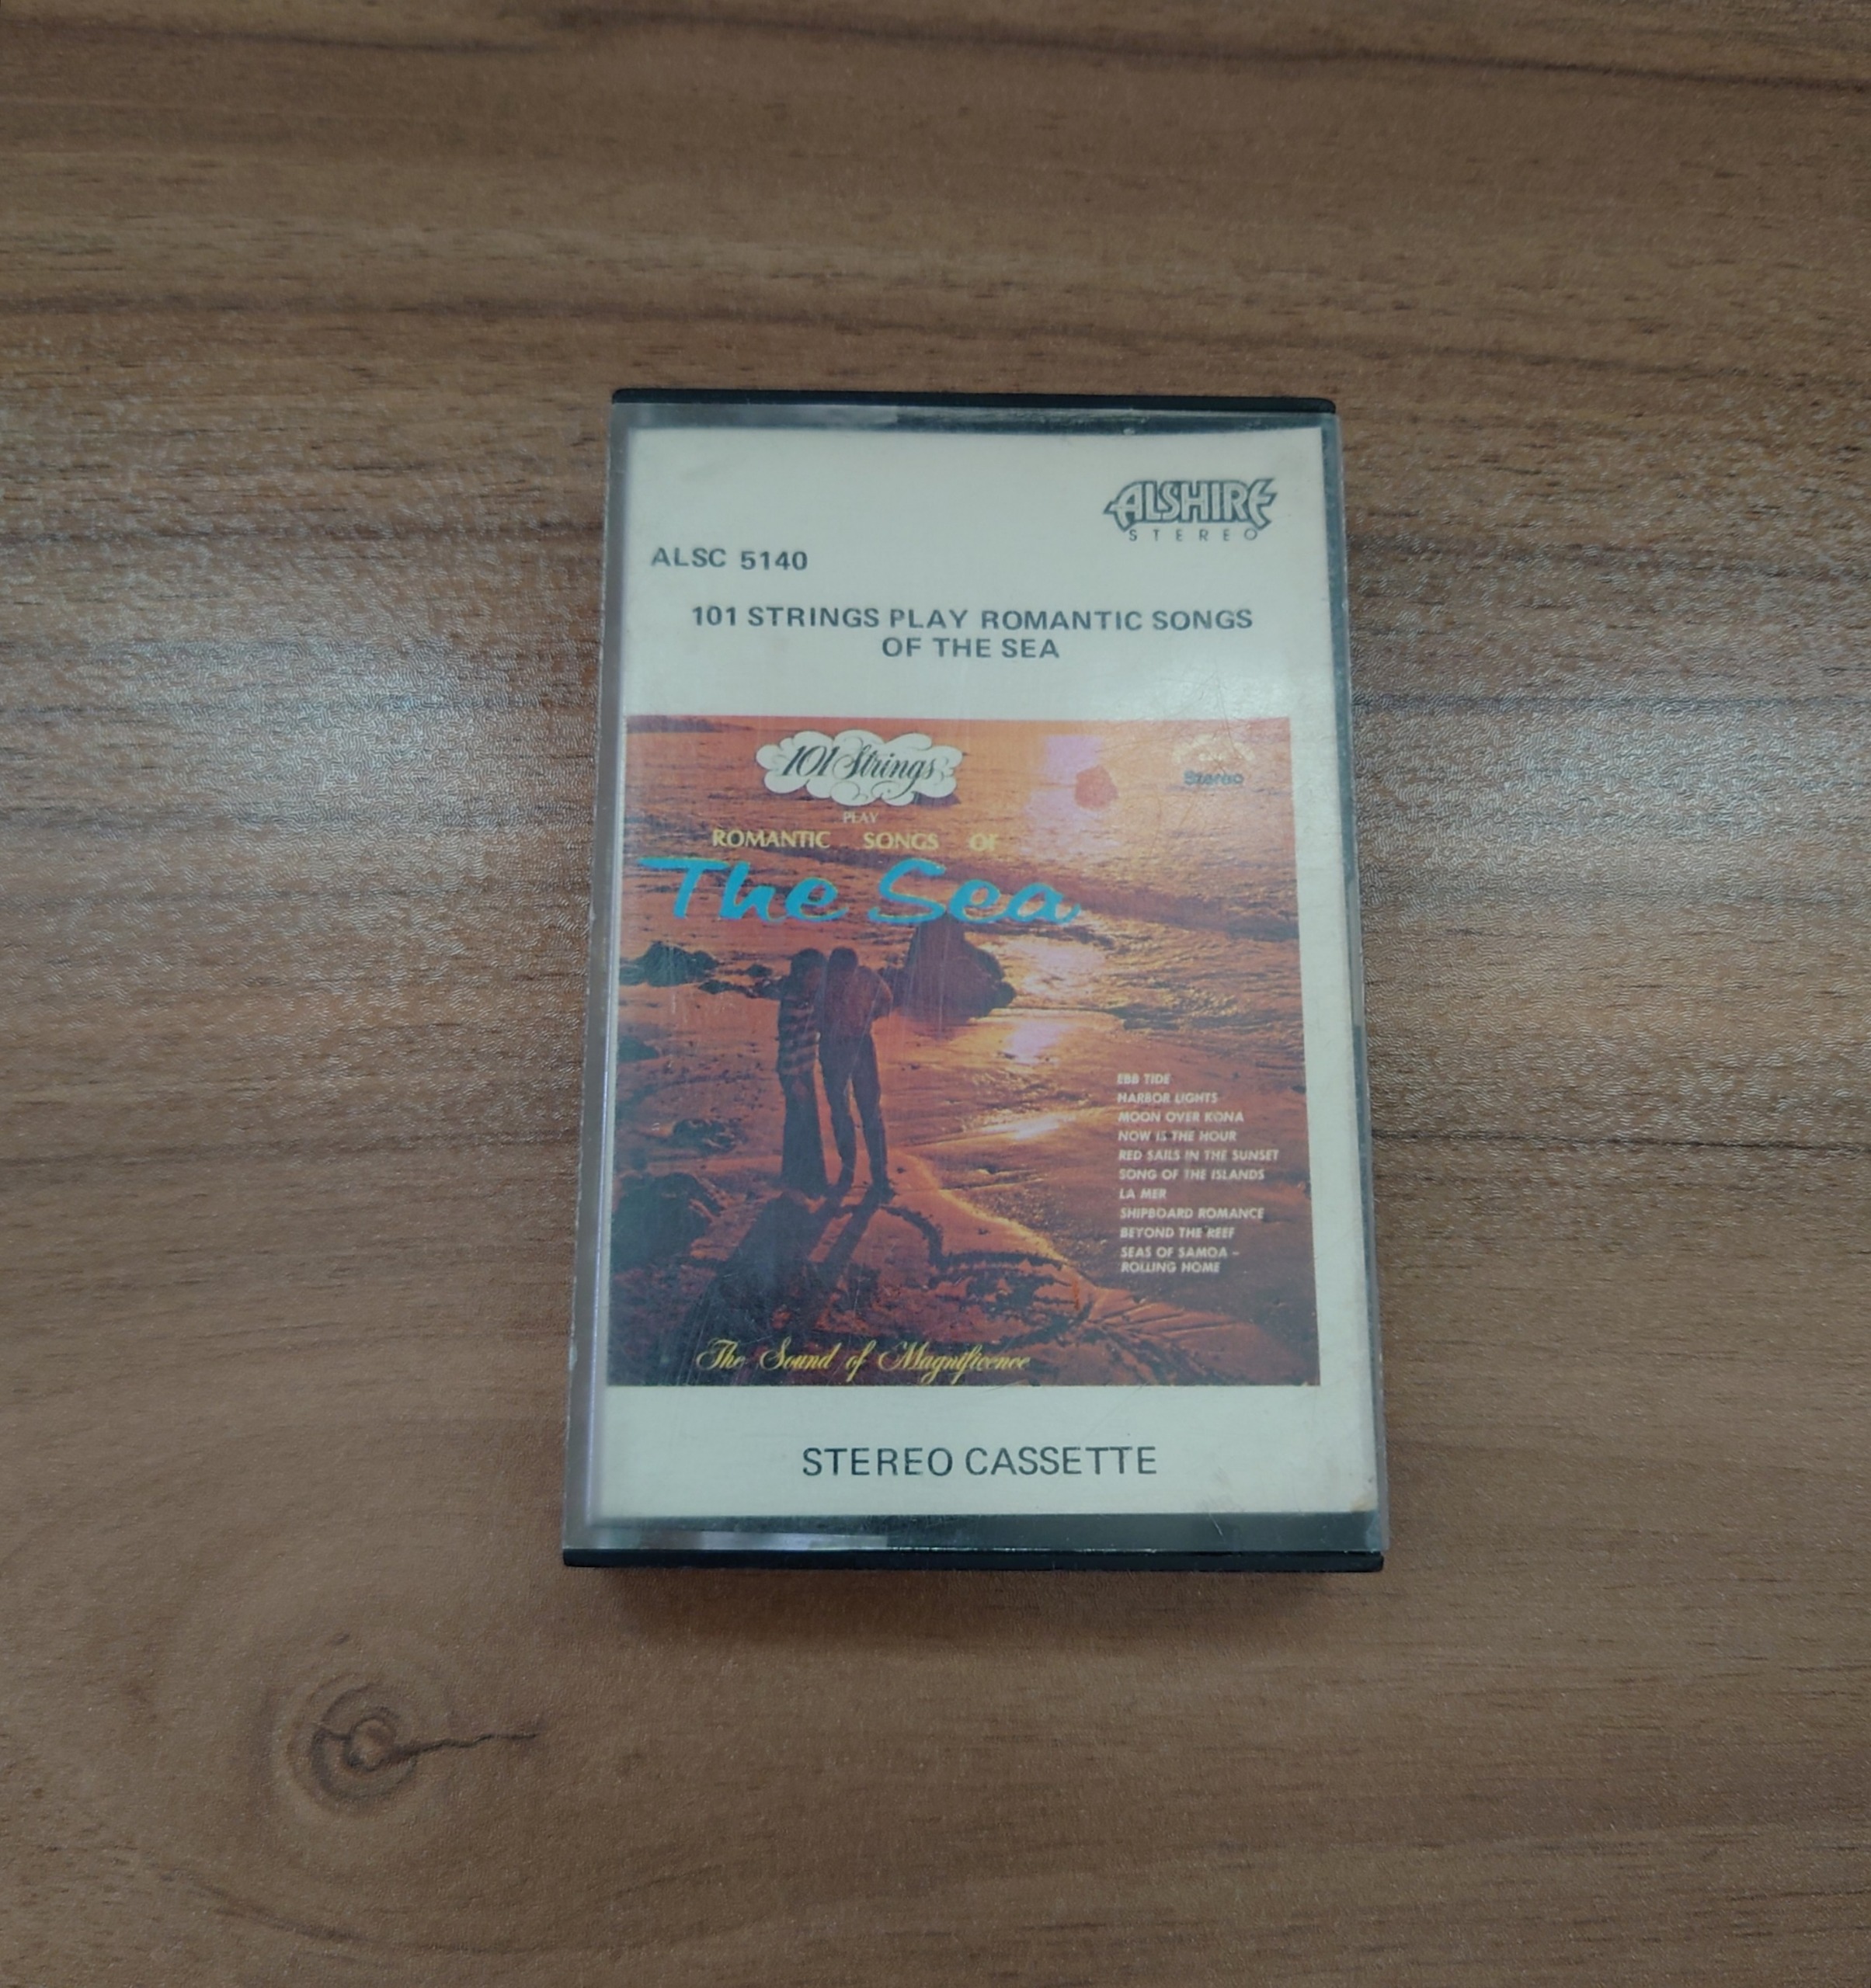 ALSHIRE
STEREO
ALSC 5140
101 STRINGS PLAY ROMANTIC SONGS
OF THE SEA
101 Strings
Stereo
PLAY
ROMANTIC SONGS OF
The Sea
EBB TIDE
HARBOR LIGHTS
MOON OVER KONA
NOW IS THE HOUR
RED SAILS IN THE SUNSET
SONG OF THE ISLANDS
LA MER
SHIPBOARD ROMANCE
BEYOND THE REEF
SEAS OF SAMOA –
ROLLING HOME
The Sound of Magnificence
STEREO CASSETTE